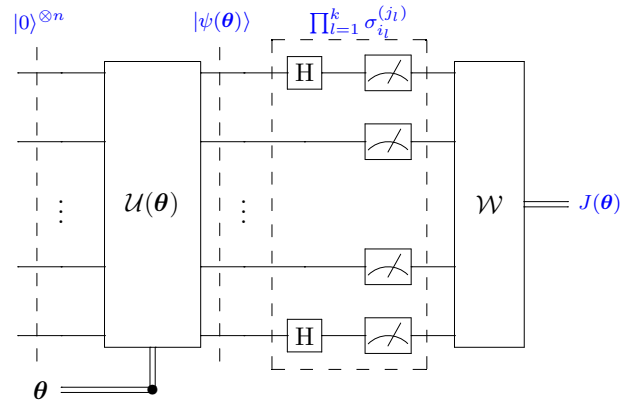 |0⟩^{⊗n} |ψ(θ)⟩ ∏_{l=1}^{k} σ_{i_l}^{(j_l)}
H
⋮ U(θ) ⋮ W J(θ)
H
θ